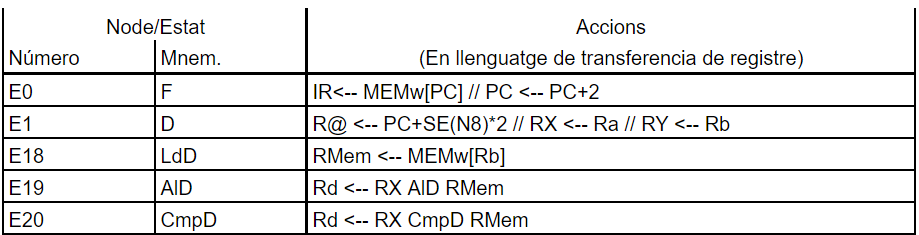 Node/Estat Accions
Número Mnem. (En llenguatge de transferencia de registre)
E0 F IR<-- MEMw[PC] // PC <-- PC+2
E1 D R@ <-- PC+SE(N8)*2 // RX <-- Ra // RY <-- Rb
E18 LdD RMem <-- MEMw[Rb]
E19 AlD Rd <-- RX AlD RMem
E20 CmpD Rd <-- RX CmpD RMem